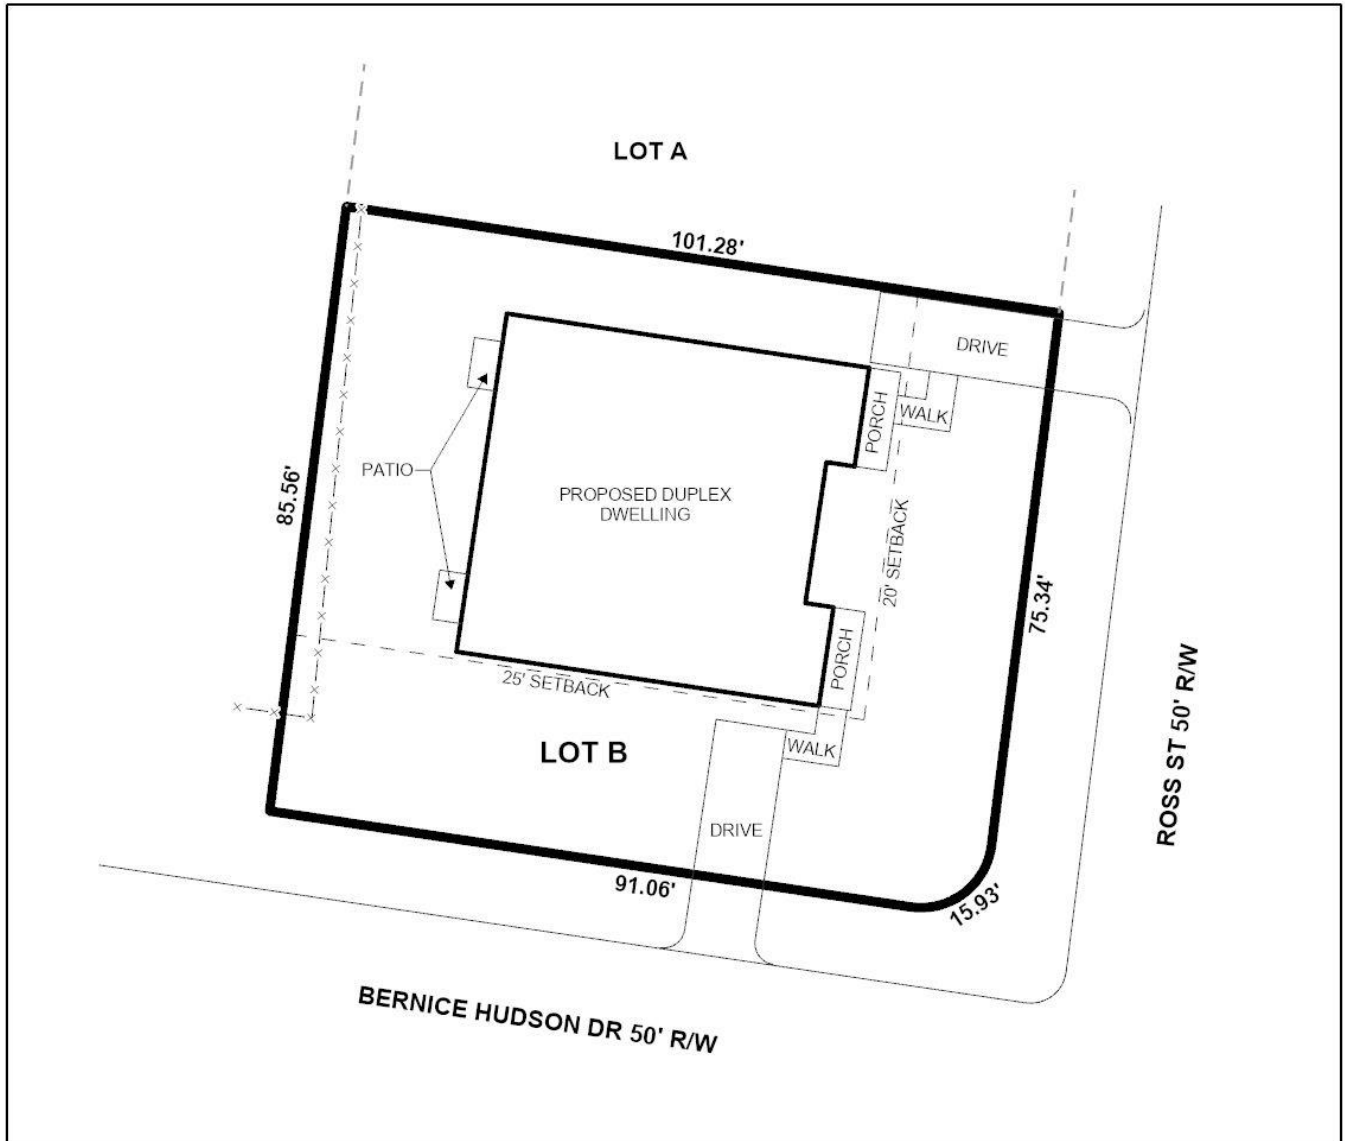 LOT A
101.28'
DRIVE
PORCH
WALK
85.56'
PATIO
PROPOSED DUPLEX
DWELLING
20' SETBACK
75.34'
PORCH
25' SETBACK
LOT B
WALK
DRIVE
91.06'
15.93'
ROSS ST 50' R/W
BERNICE HUDSON DR 50' R/W